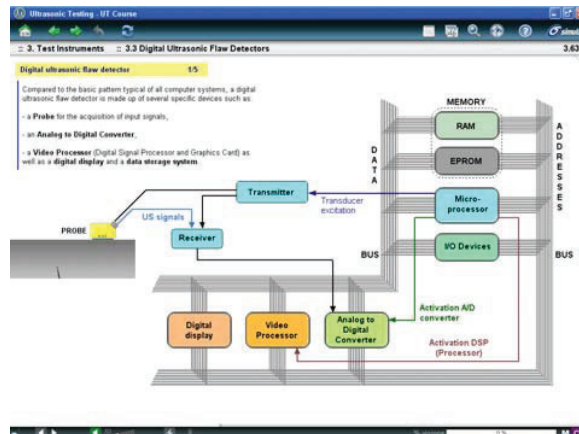 Ultrasonic Testing - UT Course
:: 3. Test Instruments :: 3.3 Digital Ultrasonic Flaw Detectors 3.63
Digital ultrasonic flaw detector 1/5
Compared to the basic pattern typical of all computer systems, a digital
ultrasonic flaw detector is made up of several specific devices such as:
- a Probe for the acquisition of input signals,
- an Analog to Digital Converter,
- a Video Processor (Digital Signal Processor and Graphics Card) as
well as a digital display and a data storage system.
MEMORY
RAM
EPROM
DATA
ADDRESSES
Transmitter
Transducer
excitation
Micro-
processor
US signals
PROBE
Receiver
BUS
I/O Devices
BUS
Activation A/D
converter
Digital
display
Video
Processor
Analog to
Digital
Converter
Activation DSP
(Processor)